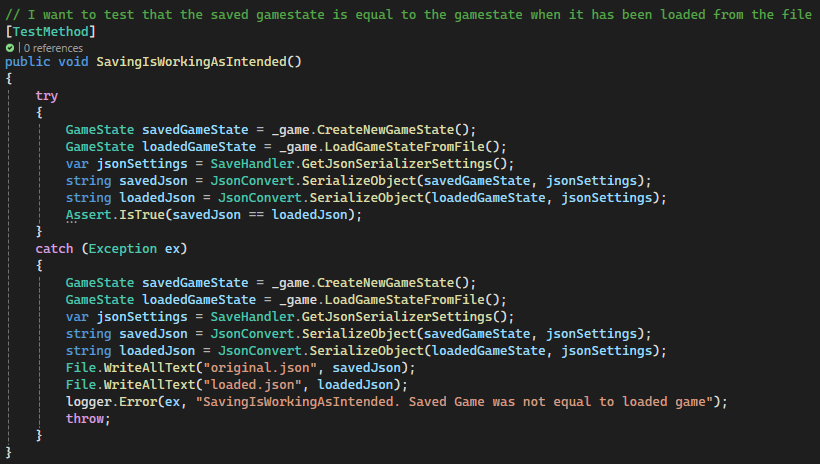 // I want to test that the saved gamestate is equal to the gamestate when it has been loaded from the file
[TestMethod]
| 0 references
public void SavingIsWorkingAsIntended()
{
    try
    {
        GameState savedGameState = _game.CreateNewGameState();
        GameState loadedGameState = _game.LoadGameStateFromFile();
        var jsonSettings = SaveHandler.GetJsonSerializerSettings();
        string savedJson = JsonConvert.SerializeObject(savedGameState, jsonSettings);
        string loadedJson = JsonConvert.SerializeObject(loadedGameState, jsonSettings);
        Assert.IsTrue(savedJson == loadedJson);
    }
    catch (Exception ex)
    {
        GameState savedGameState = _game.CreateNewGameState();
        GameState loadedGameState = _game.LoadGameStateFromFile();
        var jsonSettings = SaveHandler.GetJsonSerializerSettings();
        string savedJson = JsonConvert.SerializeObject(savedGameState, jsonSettings);
        string loadedJson = JsonConvert.SerializeObject(loadedGameState, jsonSettings);
        File.WriteAllText("original.json", savedJson);
        File.WriteAllText("loaded.json", loadedJson);
        logger.Error(ex, "SavingIsWorkingAsIntended. Saved Game was not equal to loaded game");
        throw;
    }
}